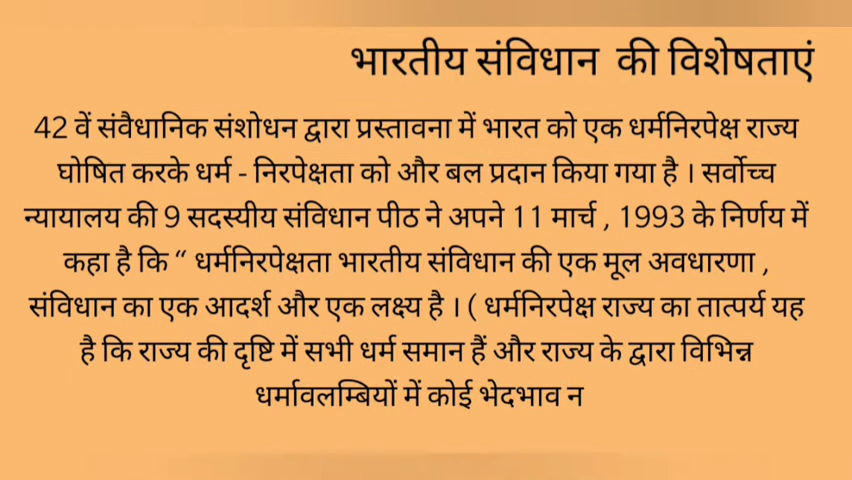 भारतीय संविधान की विशेषताएं
42 वें संवैधानिक संशोधन द्वारा प्रस्तावना में भारत को एक धर्मनिरपेक्ष राज्य
घोषित करके धर्म - निरपेक्षता को और बल प्रदान किया गया है । सर्वोच्च
न्यायालय की 9 सदस्यीय संविधान पीठ ने अपने 11 मार्च , 1993 के निर्णय में
कहा है कि “ धर्मनिरपेक्षता भारतीय संविधान की एक मूल अवधारणा ,
संविधान का एक आदर्श और एक लक्ष्य है । ( धर्मनिरपेक्ष राज्य का तात्पर्य यह
है कि राज्य की दृष्टि में सभी धर्म समान हैं और राज्य के द्वारा विभिन्न
धर्मावलम्बियों में कोई भेदभाव न